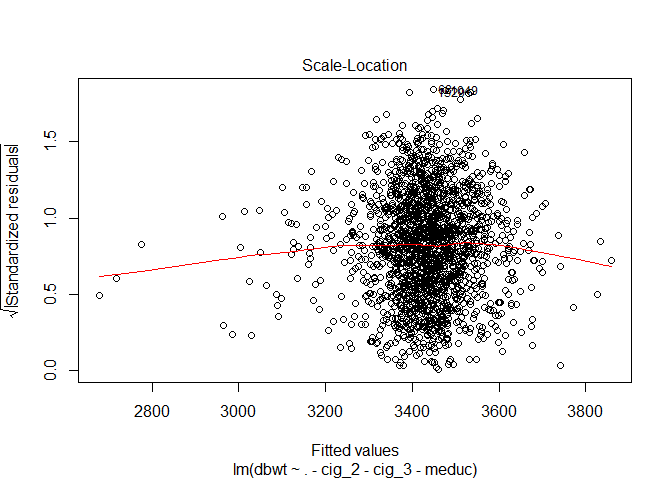 Scale-Location
√|Standardized residuals|
0.0
0.5
1.0
1.5
2800
3000
3200
3400
3600
3800
Fitted values
lm(dbwt ~ . - cig_2 - cig_3 - meduc)